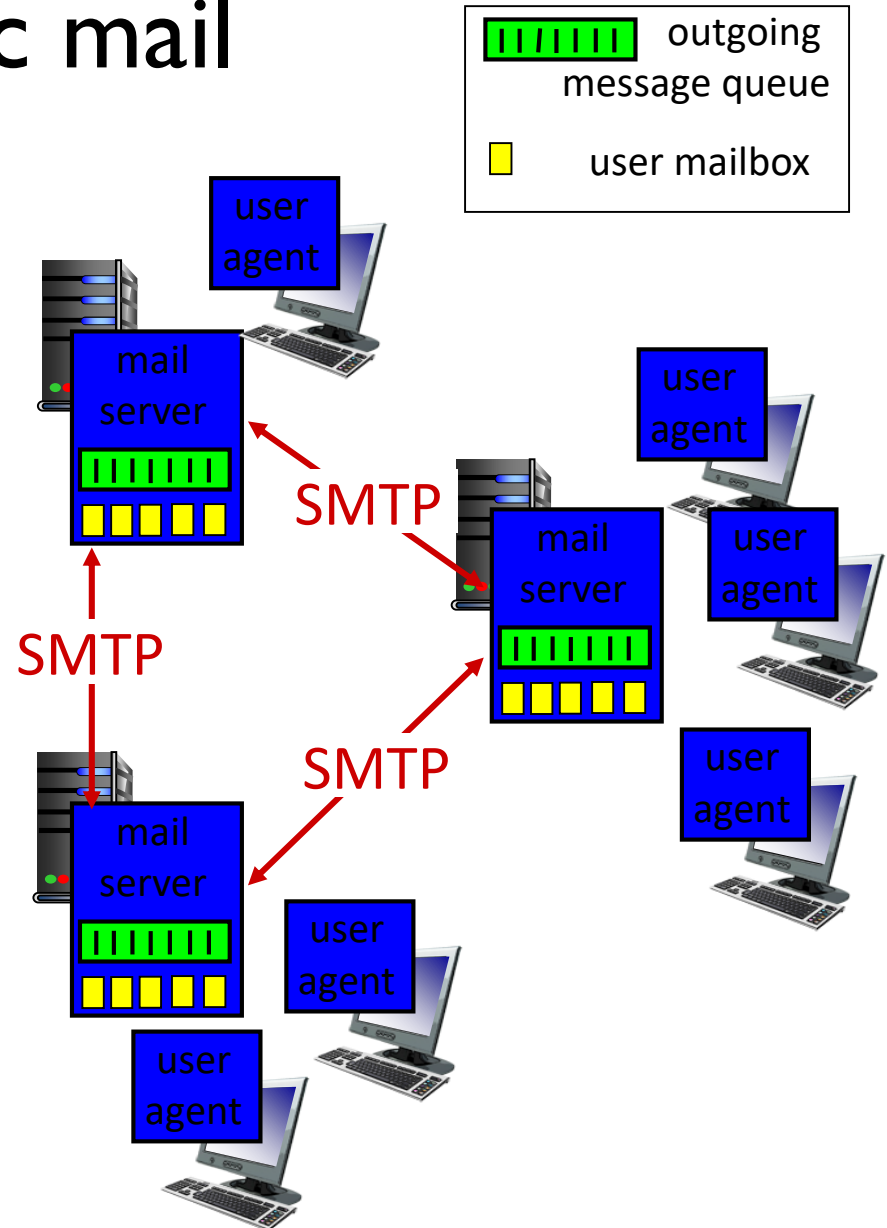 c mail
outgoing
message queue
user mailbox
user
agent
mail
server
SMTP
user
agent
mail
server
user
agent
SMTP
SMTP
user
agent
mail
server
user
agent
user
agent